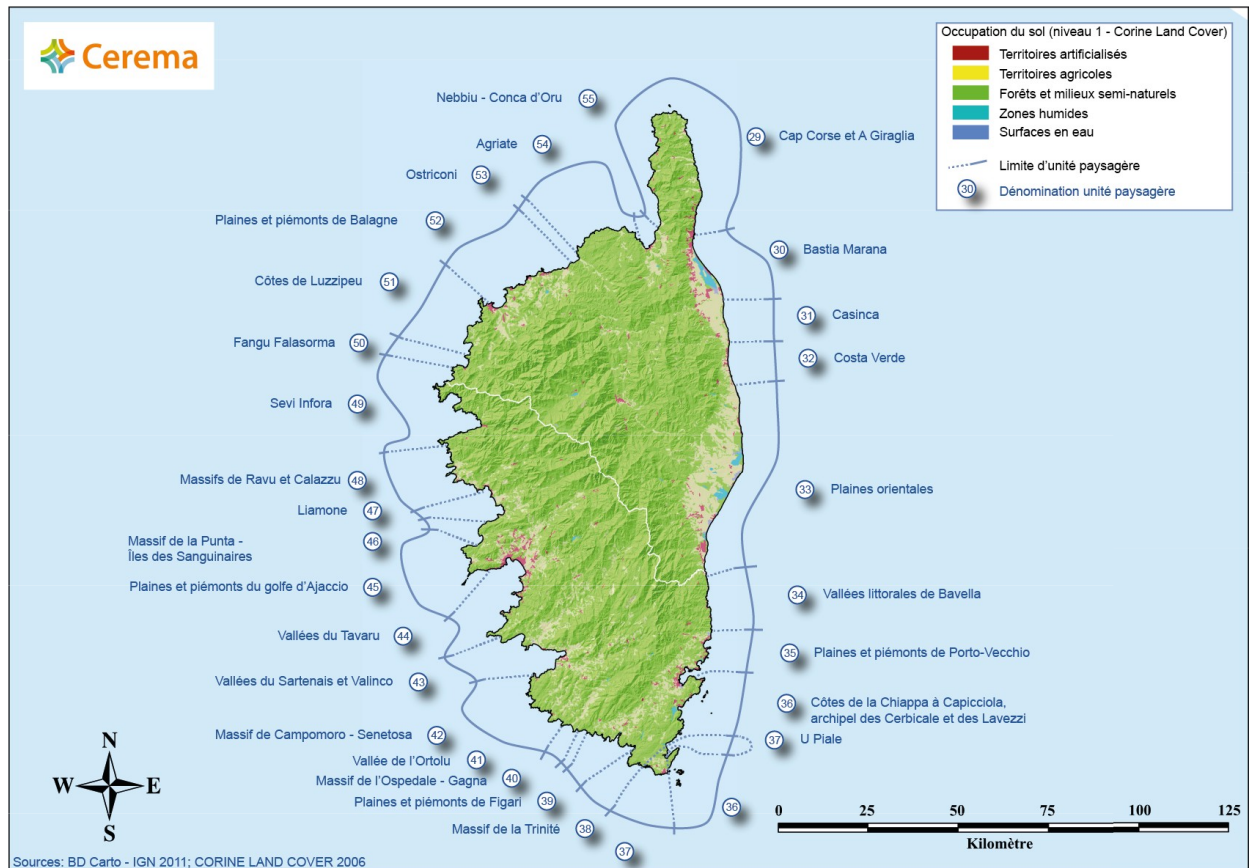 Cerema
Occupation du sol (niveau 1 - Corine Land Cover)
Territoires artificialisés
Territoires agricoles
Forêts et milieux semi-naturels
Zones humides
Surfaces en eau
Limite d'unité paysagère
30 Dénomination unité paysagère
Nebbiu - Conca d'Oru 55
Agriate 54
Ostriconi 53
Plaines et piémonts de Balagne 52
Côtes de Luzzipeu 51
Fangu Falasorma 50
Sevi Infora 49
Massifs de Ravu et Calazzu 48
Liamone 47
Massif de la Punta - 46
Îles des Sanguinaires
Plaines et piémonts du golfe d'Ajaccio 45
Vallées du Tavaru 44
Vallées du Sartenais et Valinco 43
Massif de Campomoro - Senetosa 42
Vallée de l'Ortolu 41
Massif de l'Ospedale - Gagna 40
Plaines et piémonts de Figari 39
Massif de la Trinité 38
37
29 Cap Corse et A Giraglia
30 Bastia Marana
31 Casinca
32 Costa Verde
33 Plaines orientales
34 Vallées littorales de Bavella
35 Plaines et piémonts de Porto-Vecchio
36 Côtes de la Chiappa à Capicciola,
archipel des Cerbicale et des Lavezzi
37 U Piale
36
N
W E
S
0 25 50 75 100 125
Kilomètre
Sources: BD Carto - IGN 2011; CORINE LAND COVER 2006